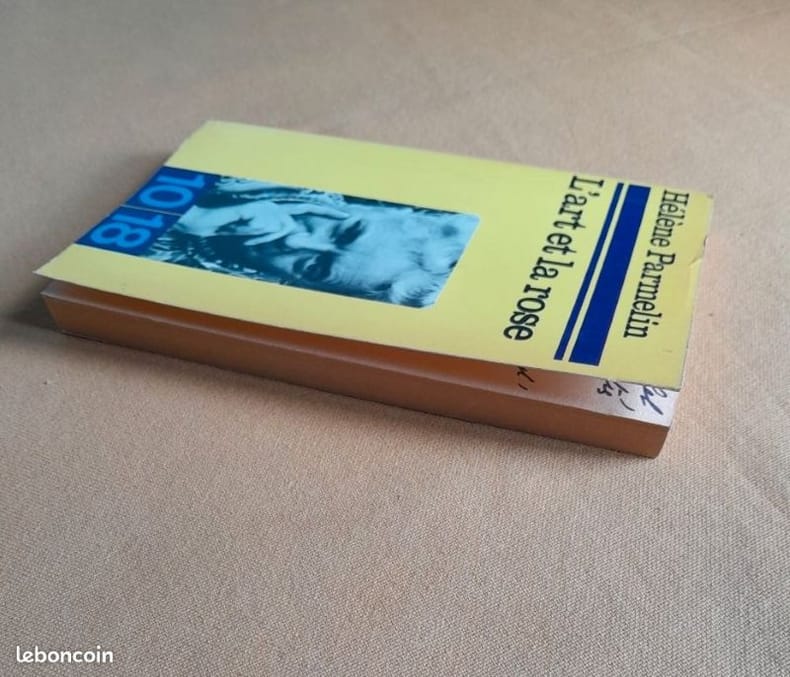 Hélène Parmelin
L'art et la rose
10/18
leboncoin